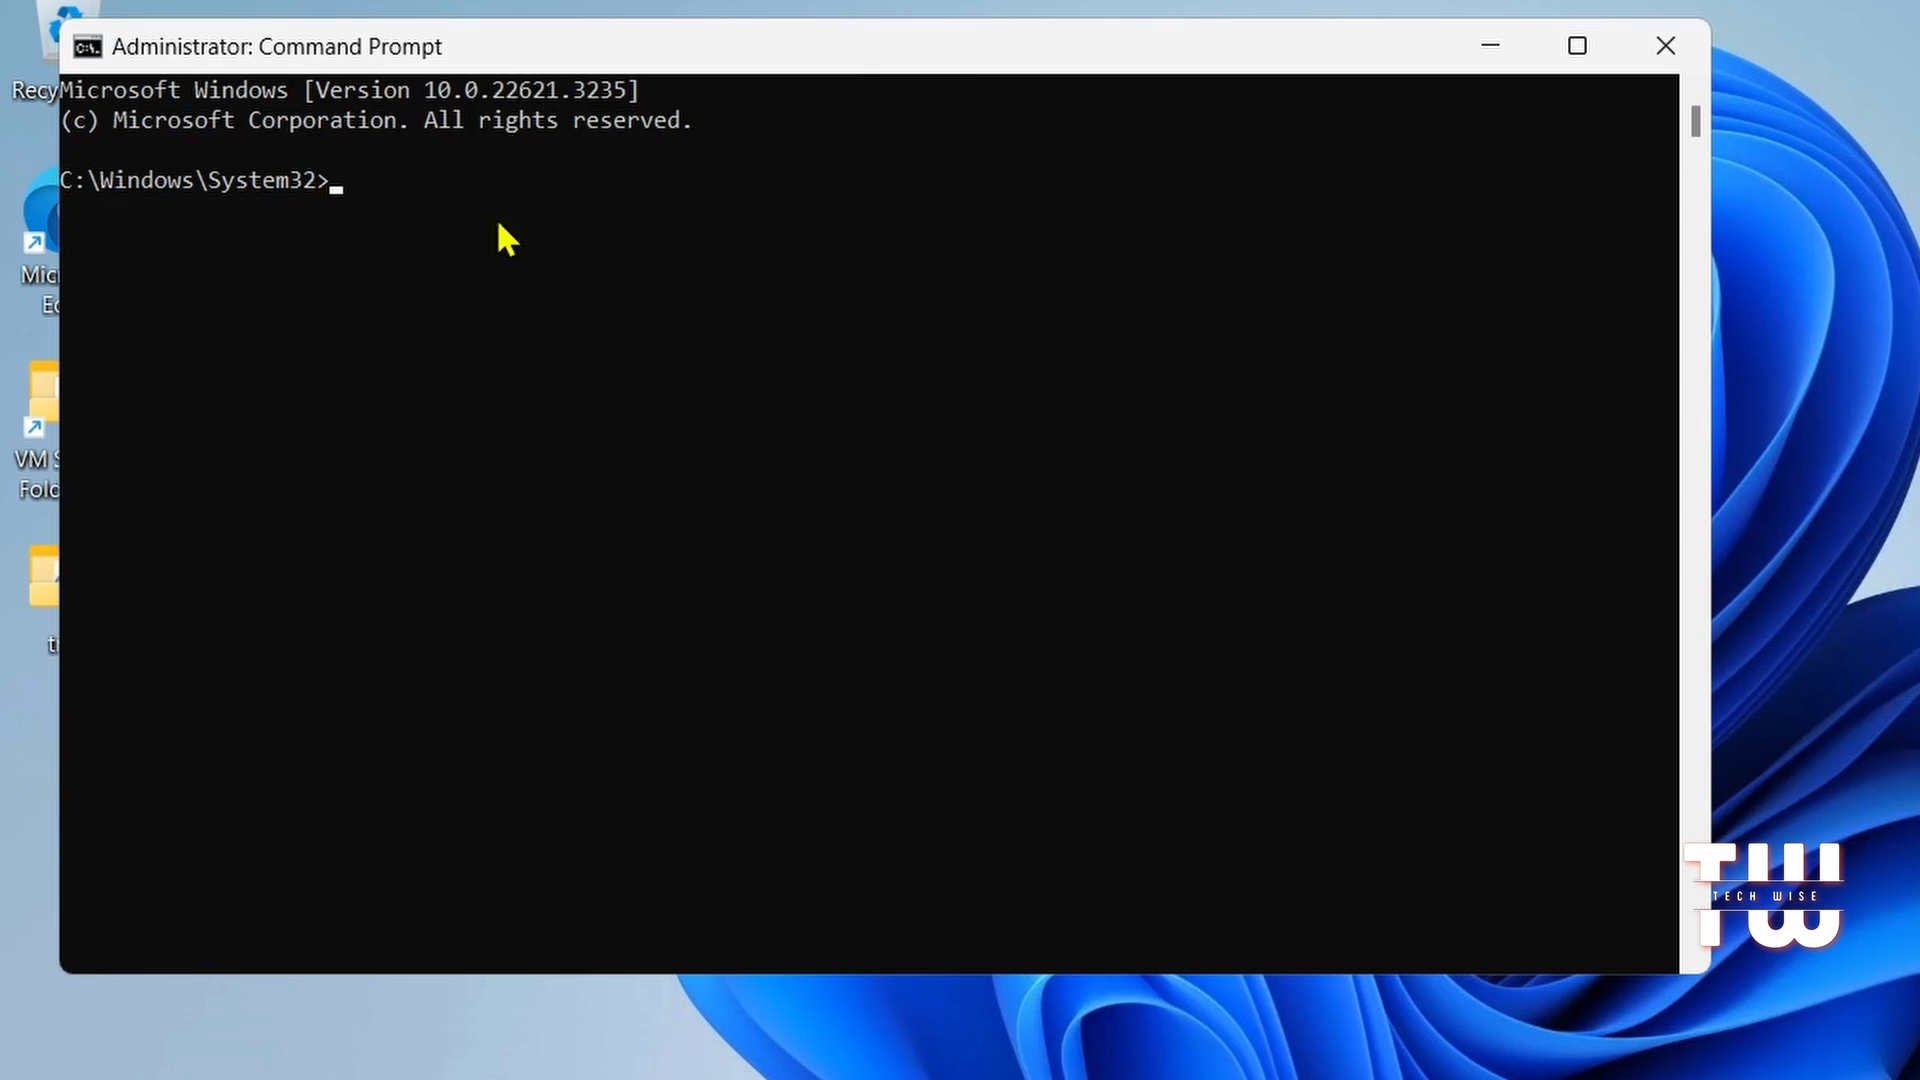 Administrator: Command Prompt
Microsoft Windows [Version 10.0.22621.3235]
(c) Microsoft Corporation. All rights reserved.
C:\Windows\System32>
Recy
Mic
Ec
VM S
Fold
TW
TECH WISE